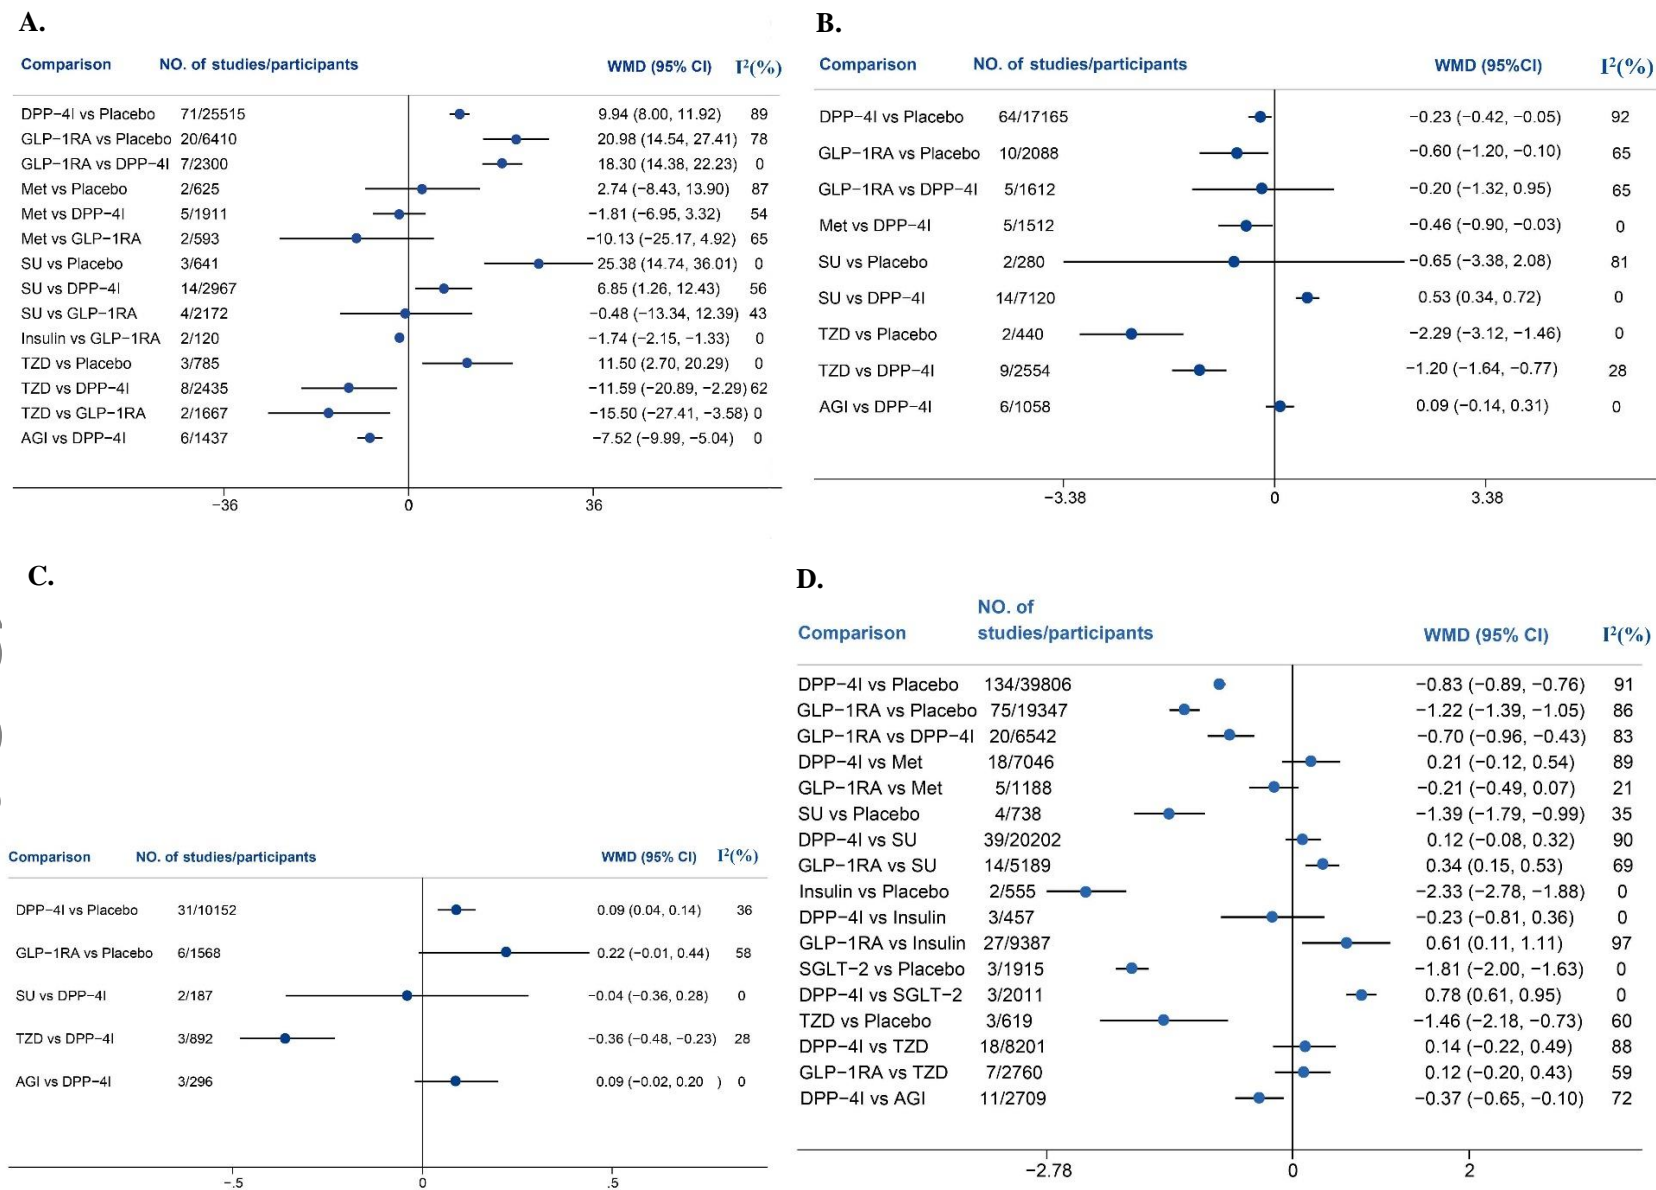 A.
Comparison NO. of studies/participants WMD (95% CI) I²(%)
DPP−4I vs Placebo 71/25515 9.94 (8.00, 11.92) 89
GLP−1RA vs Placebo 20/6410 20.98 (14.54, 27.41) 78
GLP−1RA vs DPP−4I 7/2300 18.30 (14.38, 22.23) 0
Met vs Placebo 2/625 2.74 (−8.43, 13.90) 87
Met vs DPP−4I 5/1911 −1.81 (−6.95, 3.32) 54
Met vs GLP−1RA 2/593 −10.13 (−25.17, 4.92) 65
SU vs Placebo 3/641 25.38 (14.74, 36.01) 0
SU vs DPP−4I 14/2967 6.85 (1.26, 12.43) 56
SU vs GLP−1RA 4/2172 −0.48 (−13.34, 12.39) 43
Insulin vs GLP−1RA 2/120 −1.74 (−2.15, −1.33) 0
TZD vs Placebo 3/785 11.50 (2.70, 20.29) 0
TZD vs DPP−4I 8/2435 −11.59 (−20.89, −2.29) 62
TZD vs GLP−1RA 2/1667 −15.50 (−27.41, −3.58) 0
AGI vs DPP−4I 6/1437 −7.52 (−9.99, −5.04) 0
−36 0 36
B.
Comparison NO. of studies/participants WMD (95%CI) I²(%)
DPP−4I vs Placebo 64/17165 −0.23 (−0.42, −0.05) 92
GLP−1RA vs Placebo 10/2088 −0.60 (−1.20, −0.10) 65
GLP−1RA vs DPP−4I 5/1612 −0.20 (−1.32, 0.95) 65
Met vs DPP−4I 5/1512 −0.46 (−0.90, −0.03) 0
SU vs Placebo 2/280 −0.65 (−3.38, 2.08) 81
SU vs DPP−4I 14/7120 0.53 (0.34, 0.72) 0
TZD vs Placebo 2/440 −2.29 (−3.12, −1.46) 0
TZD vs DPP−4I 9/2554 −1.20 (−1.64, −0.77) 28
AGI vs DPP−4I 6/1058 0.09 (−0.14, 0.31) 0
−3.38 0 3.38
C.
Comparison NO. of studies/participants WMD (95% CI) I²(%)
DPP−4I vs Placebo 31/10152 0.09 (0.04, 0.14) 36
GLP−1RA vs Placebo 6/1568 0.22 (−0.01, 0.44) 58
SU vs DPP−4I 2/187 −0.04 (−0.36, 0.28) 0
TZD vs DPP−4I 3/892 −0.36 (−0.48, −0.23) 28
AGI vs DPP−4I 3/296 0.09 (−0.02, 0.20 ) 0
−.5 0 .5
D.
NO. of
Comparison studies/participants WMD (95% CI) I²(%)
DPP−4I vs Placebo 134/39806 −0.83 (−0.89, −0.76) 91
GLP−1RA vs Placebo 75/19347 −1.22 (−1.39, −1.05) 86
GLP−1RA vs DPP−4I 20/6542 −0.70 (−0.96, −0.43) 83
DPP−4I vs Met 18/7046 0.21 (−0.12, 0.54) 89
GLP−1RA vs Met 5/1188 −0.21 (−0.49, 0.07) 21
SU vs Placebo 4/738 −1.39 (−1.79, −0.99) 35
DPP−4I vs SU 39/20202 0.12 (−0.08, 0.32) 90
GLP−1RA vs SU 14/5189 0.34 (0.15, 0.53) 69
Insulin vs Placebo 2/555 −2.33 (−2.78, −1.88) 0
DPP−4I vs Insulin 3/457 −0.23 (−0.81, 0.36) 0
GLP−1RA vs Insulin 27/9387 0.61 (0.11, 1.11) 97
SGLT−2 vs Placebo 3/1915 −1.81 (−2.00, −1.63) 0
DPP−4I vs SGLT−2 3/2011 0.78 (0.61, 0.95) 0
TZD vs Placebo 3/619 −1.46 (−2.18, −0.73) 60
DPP−4I vs TZD 18/8201 0.14 (−0.22, 0.49) 88
GLP−1RA vs TZD 7/2760 0.12 (−0.20, 0.43) 59
DPP−4I vs AGI 11/2709 −0.37 (−0.65, −0.10) 72
−2.78 0 2